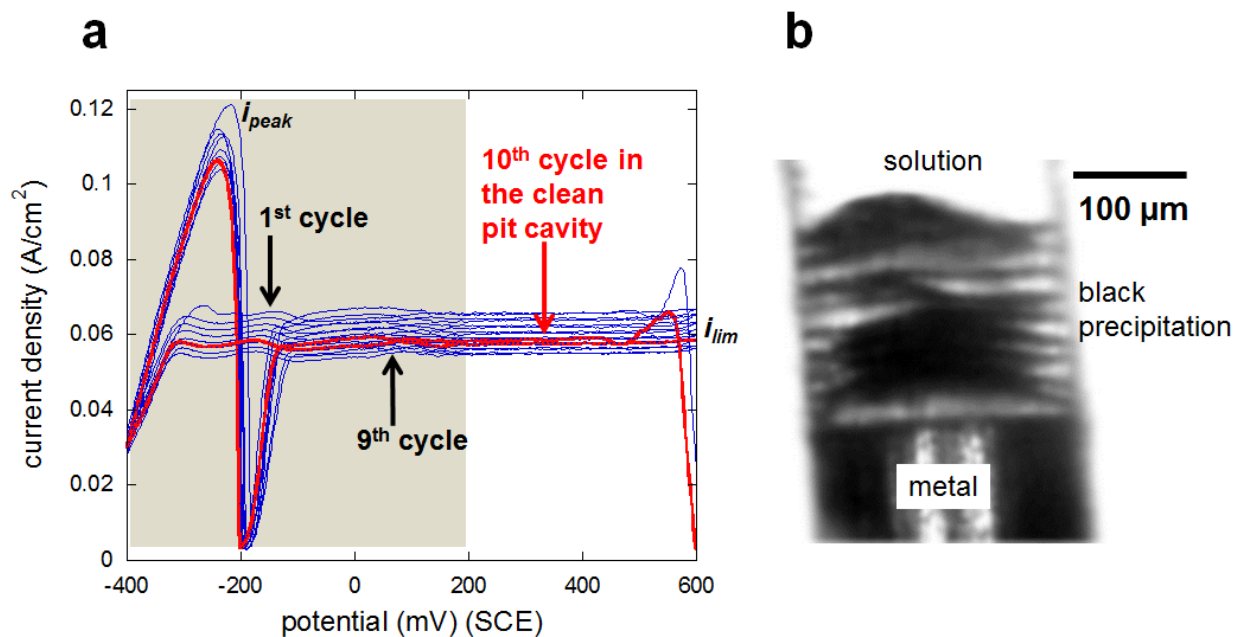 a
b
current density (A/cm²)
0.12
0.1
0.08
0.06
0.04
0.02
0
-400
-200
0
200
400
600
potential (mV) (SCE)
i_peak
1st cycle
9th cycle
10th cycle in
the clean
pit cavity
i_lim
solution
100 µm
black
precipitation
metal